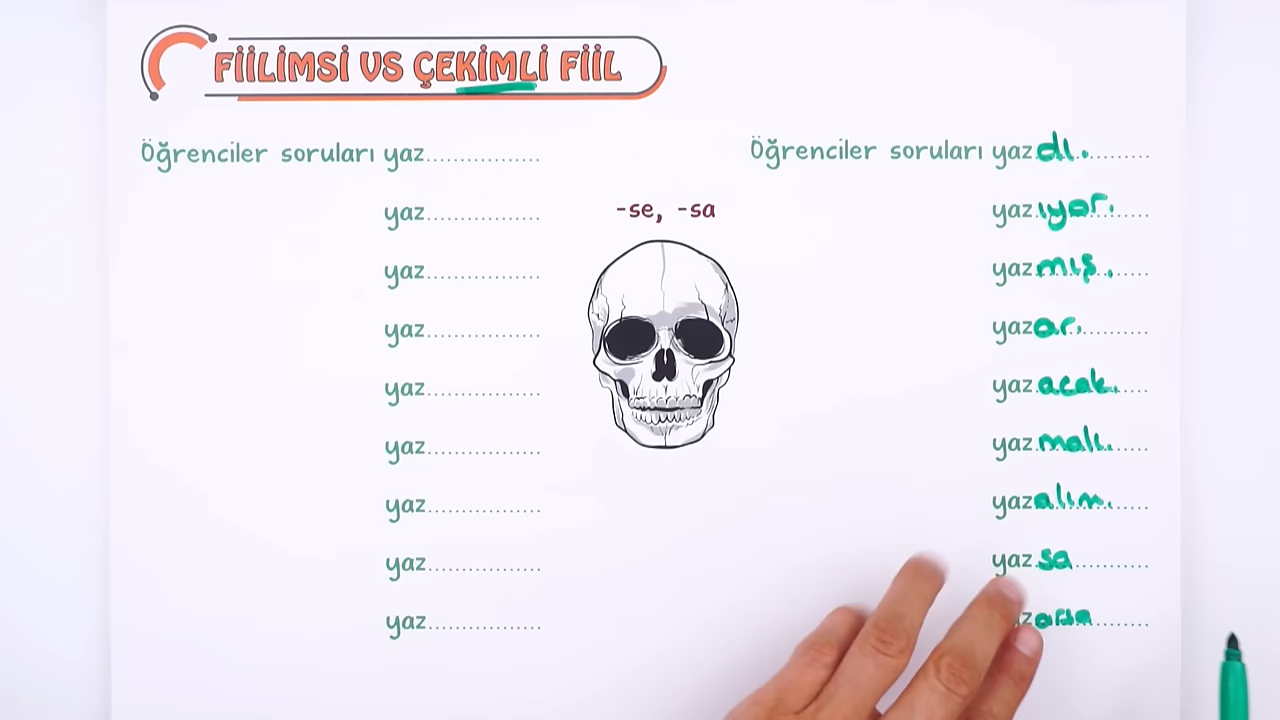 FİİLİMSİ VS ÇEKİMLİ FİİL
Öğrenciler soruları yaz.................
yaz.................
yaz.................
yaz.................
yaz.................
yaz.................
yaz.................
yaz.................
yaz.................
-se, -sa
Öğrenciler soruları yazdı.
yazıyor.
yazmış.
yazar.
yazacak.
yazmalı.
yazalım.
yazsa
zarsa